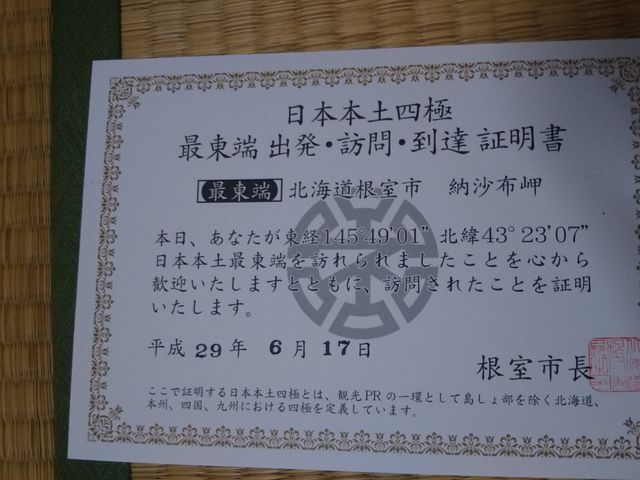 日本本土四極
最東端 出発・訪問・到達 証明書
【最東端】北海道根室市 納沙布岬
本日、あなたが東経145°49'01" 北緯43°23'07"
日本本土最東端を訪れられましたことを心から
歓迎いたしますとともに、訪問されたことを証明
いたします。
平成 29 年 6 月 17 日
根室市長
ここで証明する日本本土四極とは、観光PRの一環として島しょ部を除く北海道、
本州、四国、九州における四極を定義しています。